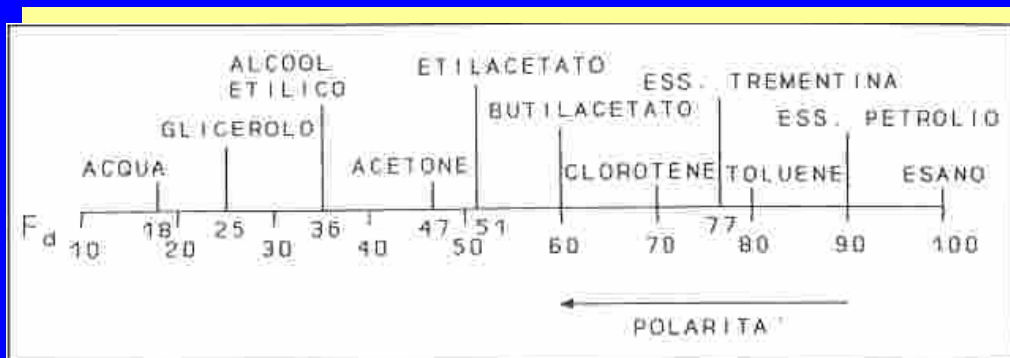 ALCOOL ETILACETATO
ETILICO ESS. TREMENTINA
BUTILACETATO ESS. PETROLIO
GLICEROLO
ACQUA ACETONE CLOROTENE TOLUENE ESANO
Fd 18 25 36 47 51 77
10 20 30 40 50 60 70 80 90 100
POLARITA'